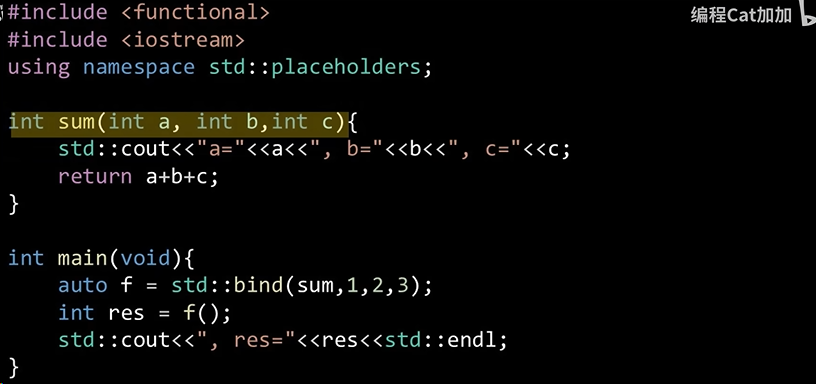 #include <functional>
编程Cat加加
#include <iostream>
using namespace std::placeholders;
int sum(int a, int b,int c){
std::cout<<"a="<<a<<", b="<<b<<", c="<<c;
return a+b+c;
}
int main(void){
auto f = std::bind(sum,1,2,3);
int res = f();
std::cout<<", res="<<res<<std::endl;
}